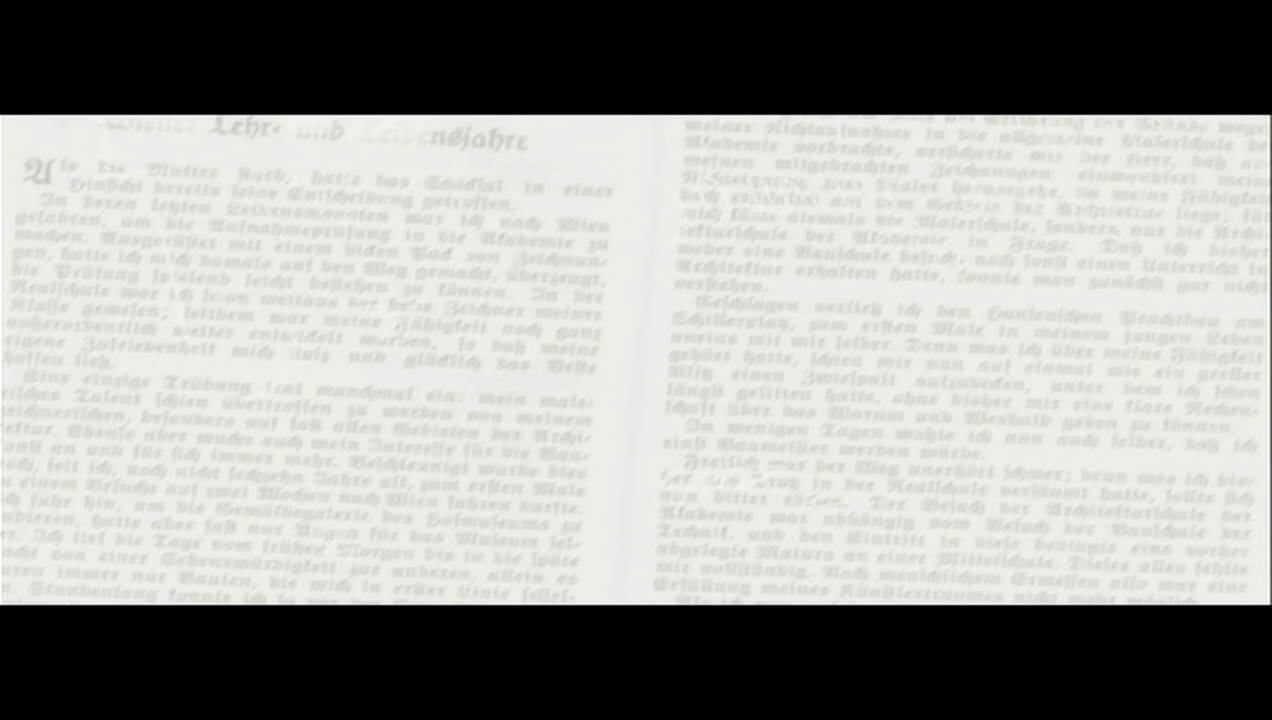 Wiener Lehr- und Leidensjahre
Als die Mutter starb, hatte das Schicksal in einer
Hinsicht bereits seine Entscheidung getroffen.
In deren letzten Leidensmonaten war ich nach Wien
gefahren, um die Aufnahmeprüfung in die Akademie zu
machen. Ausgerüstet mit einem dicken Pack von Zeichnun-
gen, hatte ich mich damals auf den Weg gemacht, überzeugt,
die Prüfung spielend leicht bestehen zu können. In der
Realschule war ich schon weitaus der beste Zeichner meiner
Klasse gewesen; seitdem war meine Fähigkeit noch ganz
außerordentlich weiter entwickelt worden, so daß meine
eigene Zufriedenheit mich stolz und glücklich das Beste
hoffen ließ.
Eine einzige Trübung trat manchmal ein: mein male-
risches Talent schien übertroffen zu werden von meinem
zeichnerischen, besonders auf fast allen Gebieten der Archi-
tektur. Ebenso aber wuchs auch mein Interesse für die Bau-
kunst an und für sich immer mehr. Beschleunigt wurde dies
noch, seit ich, noch nicht sechzehn Jahre alt, zum ersten Male
zu einem Besuche auf zwei Wochen nach Wien fahren durfte.
Ich fuhr hin, um die Gemäldegalerie des Hofmuseums zu
studieren, hatte aber fast nur Augen für das Museum sel-
ber. Ich lief die Tage vom frühen Morgen bis in die späte
Nacht von einer Sehenswürdigkeit zur anderen, allein es
waren immer nur Bauten, die mich in erster Linie fessel-
ten. Stundenlang konnte ich so vor der
meiner Nichtaufnahme in die allgemeine Malerschule der
Akademie vorbrachte, versicherte mir der Herr, daß aus
meinen mitgebrachten Zeichnungen einwandfrei meine
Nichteignung zum Maler hervorgehe, da meine Fähigkeit
doch ersichtlich auf dem Gebiete der Architektur liege; für
mich käme niemals die Malerschule, sondern nur die Archi-
tekturschule der Akademie in Frage. Daß ich bisher
weder eine Bauschule besucht noch sonst einen Unterricht in
Architektur erhalten hatte, konnte man zunächst gar nicht
verstehen.
Geschlagen verließ ich den Hansenschen Prachtbau am
Schillerplatz, zum ersten Male in meinem jungen Leben
uneins mit mir selber. Denn was ich über meine Fähigkeit
gehört hatte, schien mir nun auf einmal wie ein greller
Blitz einen Zwiespalt aufzudecken, unter dem ich schon
längst gelitten hatte, ohne bisher mir eine klare Rechen-
schaft über das Warum und Weshalb geben zu können.
In wenigen Tagen wußte ich nun auch selber, daß ich
einst Baumeister werden würde.
Freilich war der Weg unerhört schwer; denn was ich bis-
her aus Trotz in der Realschule versäumt hatte, sollte sich
nun bitter rächen. Der Besuch der Architekturschule der
Akademie war abhängig vom Besuch der Bauschule der
Technik, und den Eintritt in diese bedingte eine vorher
abgelegte Matura an einer Mittelschule. Dieses alles fehlte
mir vollständig. Nach menschlichem Ermessen also war eine
Erfüllung meines Künstlertraumes nicht mehr möglich.